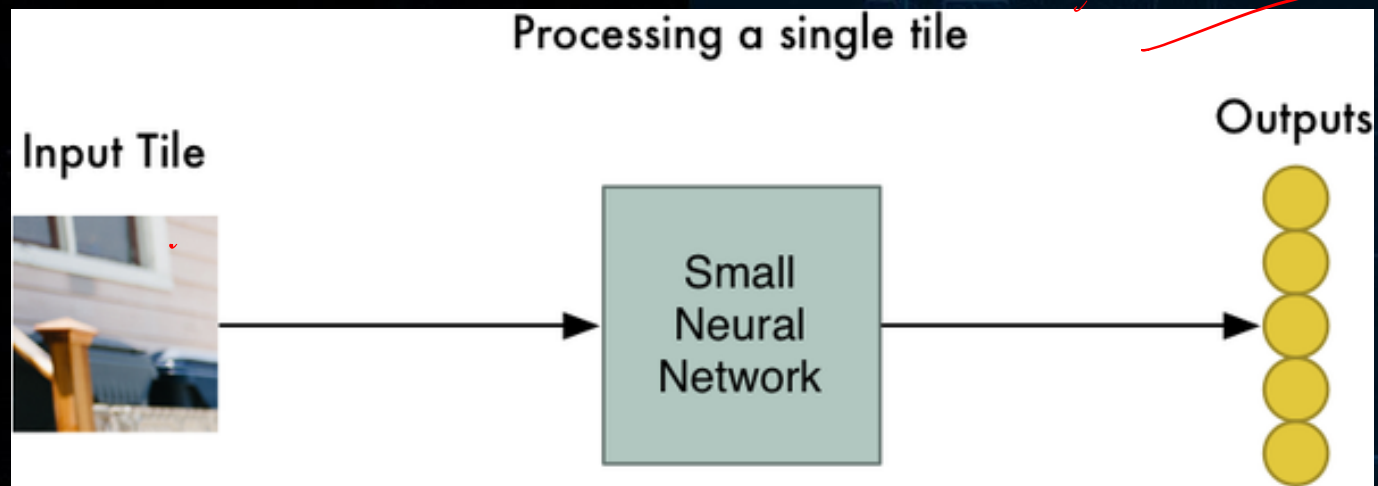 Processing a single tile
Outputs
Input Tile
Small
Neural
Network